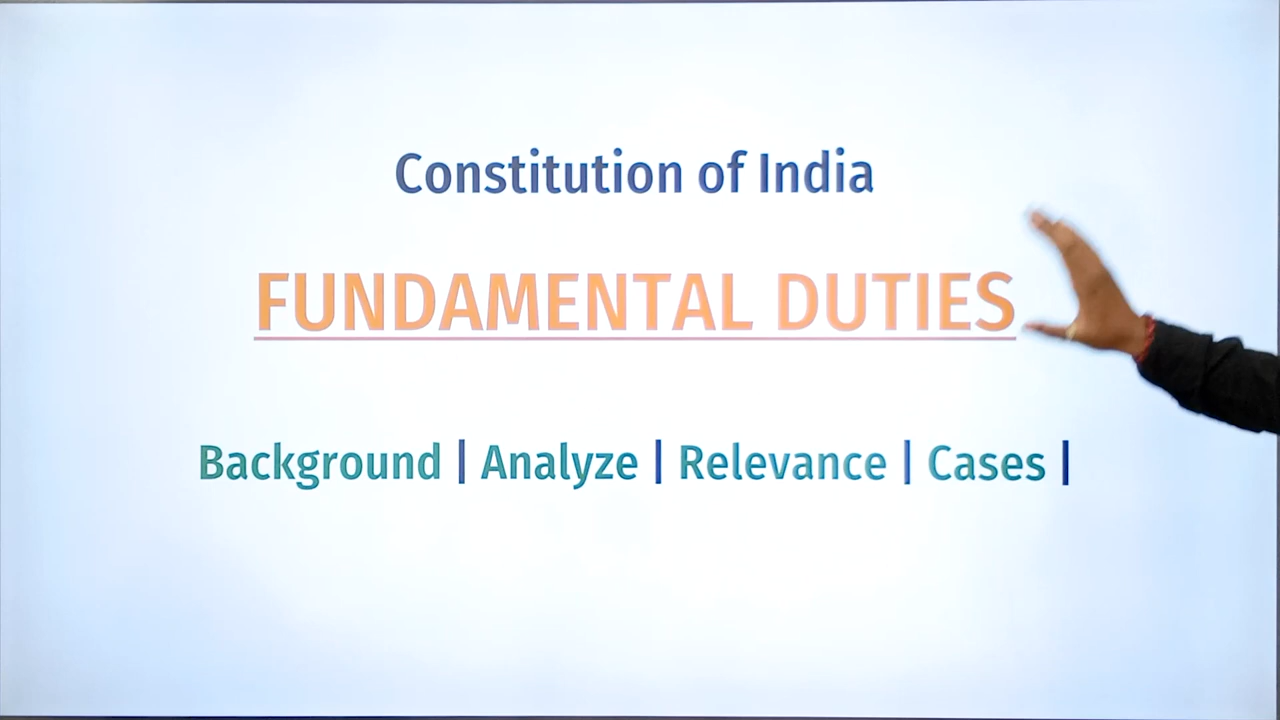 Constitution of India
FUNDAMENTAL DUTIES
Background | Analyze | Relevance | Cases |